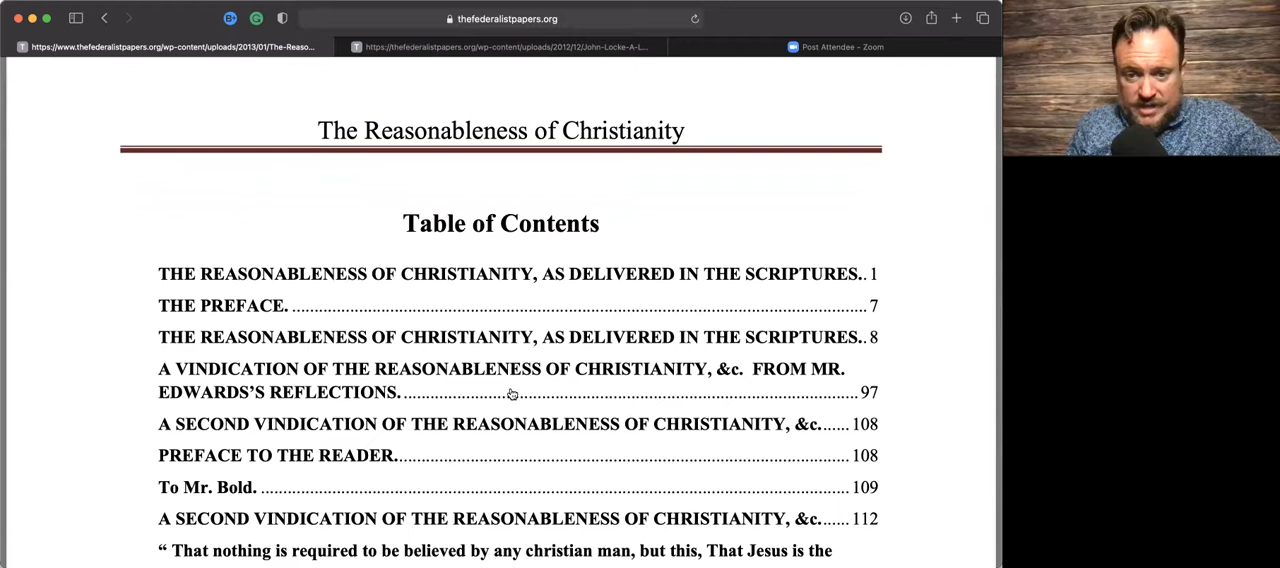 thefederalistpapers.org
https://www.thefederalistpapers.org/wp-content/uploads/2013/01/The-Reaso...
https://thefederalistpapers.org/wp-content/uploads/2012/12/John-Locke-A-L...
Post Attendee - Zoom
The Reasonableness of Christianity
Table of Contents
THE REASONABLENESS OF CHRISTIANITY, AS DELIVERED IN THE SCRIPTURES.. 1
THE PREFACE. ........................................................................ 7
THE REASONABLENESS OF CHRISTIANITY, AS DELIVERED IN THE SCRIPTURES.. 8
A VINDICATION OF THE REASONABLENESS OF CHRISTIANITY, &c. FROM MR.
EDWARDS'S REFLECTIONS. ........................................................ 97
A SECOND VINDICATION OF THE REASONABLENESS OF CHRISTIANITY, &c. ...... 108
PREFACE TO THE READER. ........................................................ 108
To Mr. Bold. ........................................................................ 109
A SECOND VINDICATION OF THE REASONABLENESS OF CHRISTIANITY, &c. ...... 112
“ That nothing is required to be believed by any christian man, but this, That Jesus is the